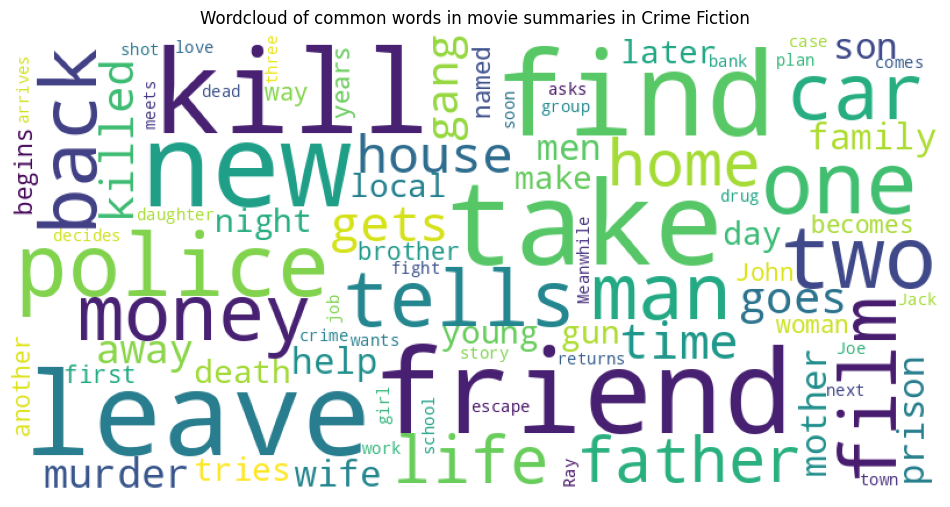 Wordcloud of common words in movie summaries in Crime Fiction
arrives
begins
back
shot
love
killed
meets
kill
dead
three
way
years
gang
named
soon
find
asks
group
later
bank
case
plan
son
comes
car
family
new
house
local
men
make
home
drug
one
daughter
decides
night
gets
brother
fight
take
Meanwhile
day
becomes
two
John
Jack
police
money
tells
man
goes
woman
job
crime
wants
young
story
gun
returns
time
Joe
film
another
away
first
death
help
leave
friend
escape
girl
school
work
mother
next
prison
town
murder
tries
wife
life
Ray
father